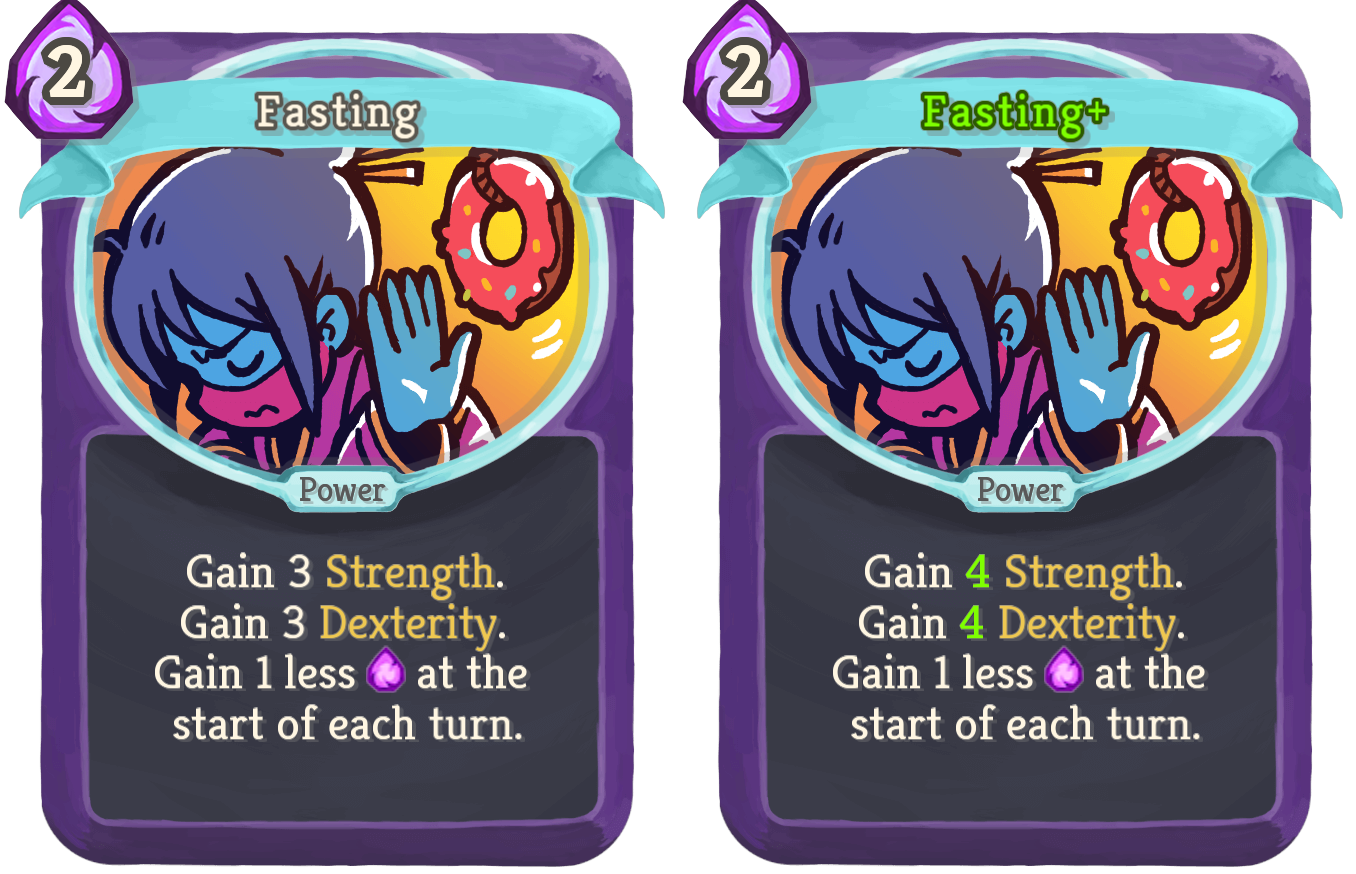 2
Fasting
Power
Gain 3 Strength.
Gain 3 Dexterity.
Gain 1 less at the
start of each turn.
2
Fasting+
Power
Gain 4 Strength.
Gain 4 Dexterity.
Gain 1 less at the
start of each turn.